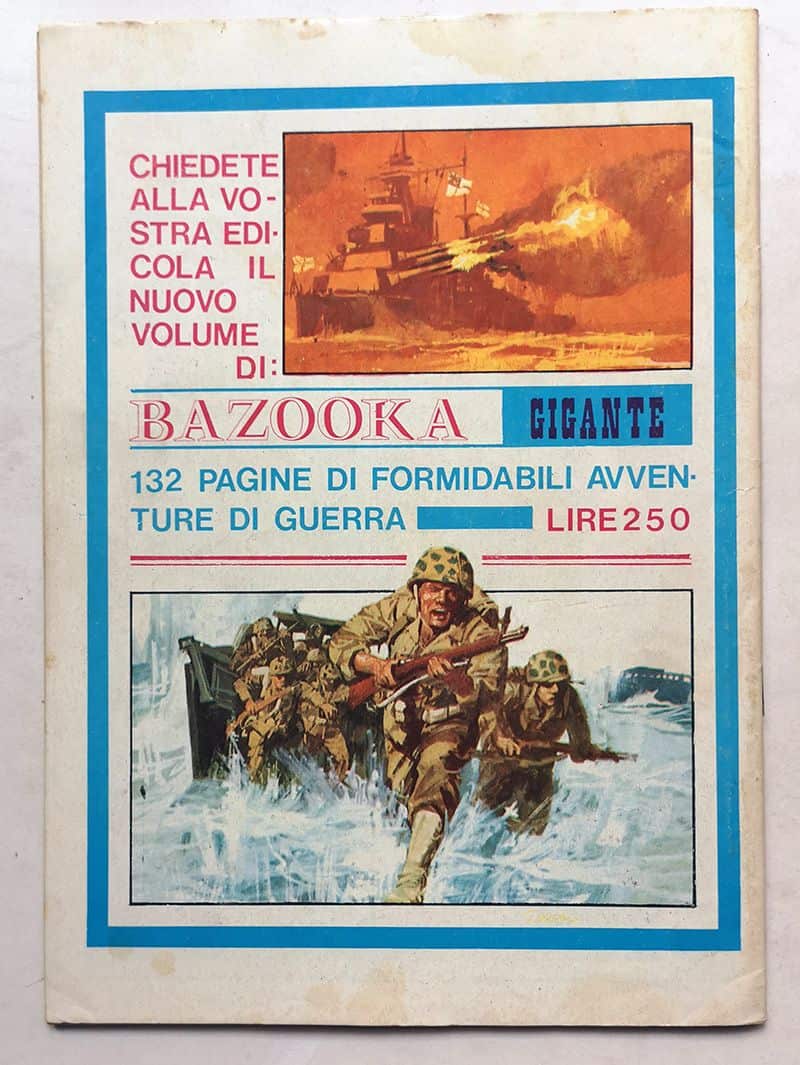 CHIEDETE
ALLA VO-
STRA EDI-
COLA IL
NUOVO
VOLUME
DI:
BAZOOKA GIGANTE
132 PAGINE DI FORMIDABILI AVVEN-
TURE DI GUERRA LIRE 250